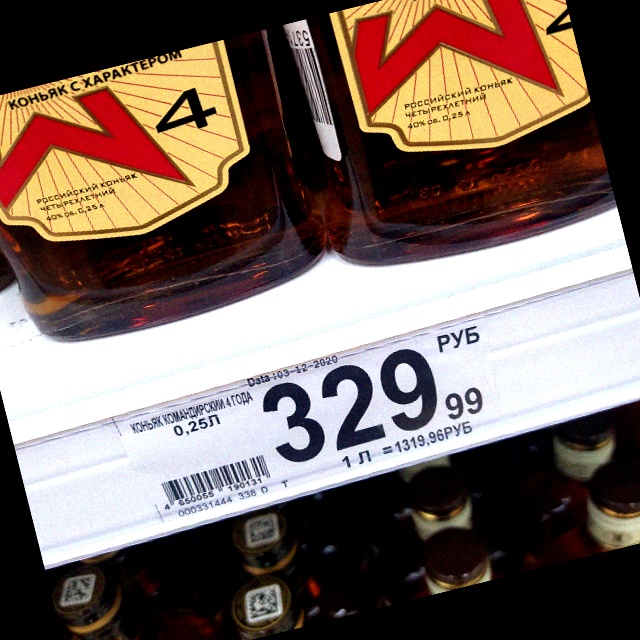 КОНЬЯК С ХАРАКТЕРОМ
4
РОССИЙСКИЙ КОНЬЯК
ЧЕТЫРЕХЛЕТНИЙ
40% об. 0,25 л
4
РОССИЙСКИЙ КОНЬЯК
ЧЕТЫРЕХЛЕТНИЙ
40% об. 0,25 л
Data :03-12-2020
РУБ
КОНЬЯК КОМАНДИРСКИЙ 4 ГОДА
0,25Л
329 99
1 Л =1319.96РУБ
4 650065 190131
000331444 338 D Т